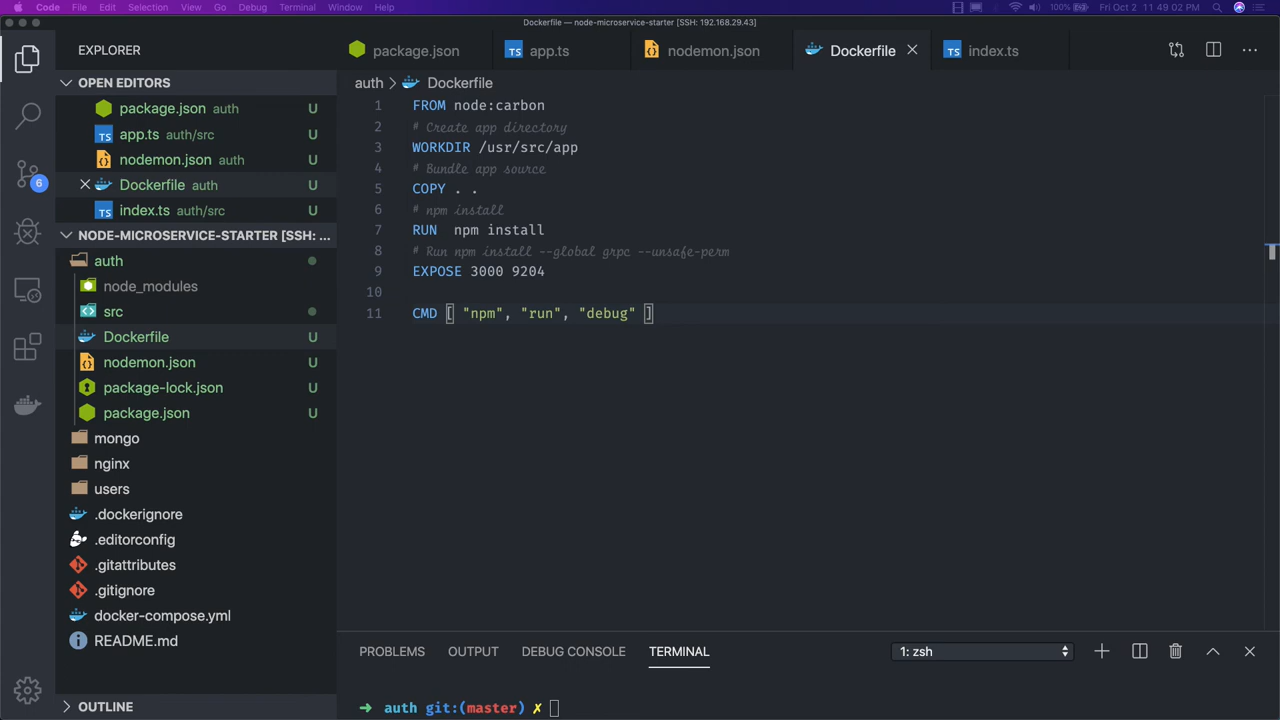 Code File Edit Selection View Go Debug Terminal Window Help 100% Fri Oct 2 11:49:02 PM
Dockerfile — node-microservice-starter [SSH: 192.168.29.43]
EXPLORER
OPEN EDITORS
package.json auth U
app.ts auth/src U
nodemon.json auth U
Dockerfile auth U
index.ts auth/src U
NODE-MICROSERVICE-STARTER [SSH: ...
auth
node_modules
src
Dockerfile U
nodemon.json U
package-lock.json U
package.json U
mongo
nginx
users
.dockerignore
.editorconfig
.gitattributes
.gitignore
docker-compose.yml
README.md
OUTLINE
6
package.json TS app.ts nodemon.json Dockerfile TS index.ts
auth > Dockerfile
1 FROM node:carbon
2 # Create app directory
3 WORKDIR /usr/src/app
4 # Bundle app source
5 COPY . .
6 # npm install
7 RUN  npm install
8 # Run npm install --global grpc --unsafe-perm
9 EXPOSE 3000 9204
10
11 CMD [ "npm", "run", "debug" ]
PROBLEMS OUTPUT DEBUG CONSOLE TERMINAL 1: zsh
➜ auth git:(master) ✗